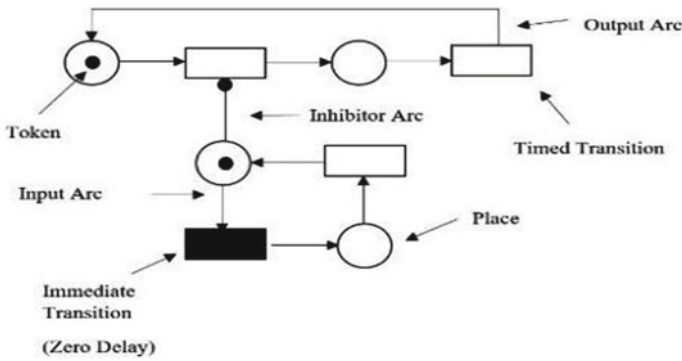 Output Arc
Token
Inhibitor Arc
Timed Transition
Input Arc
Place
Immediate
Transition
(Zero Delay)